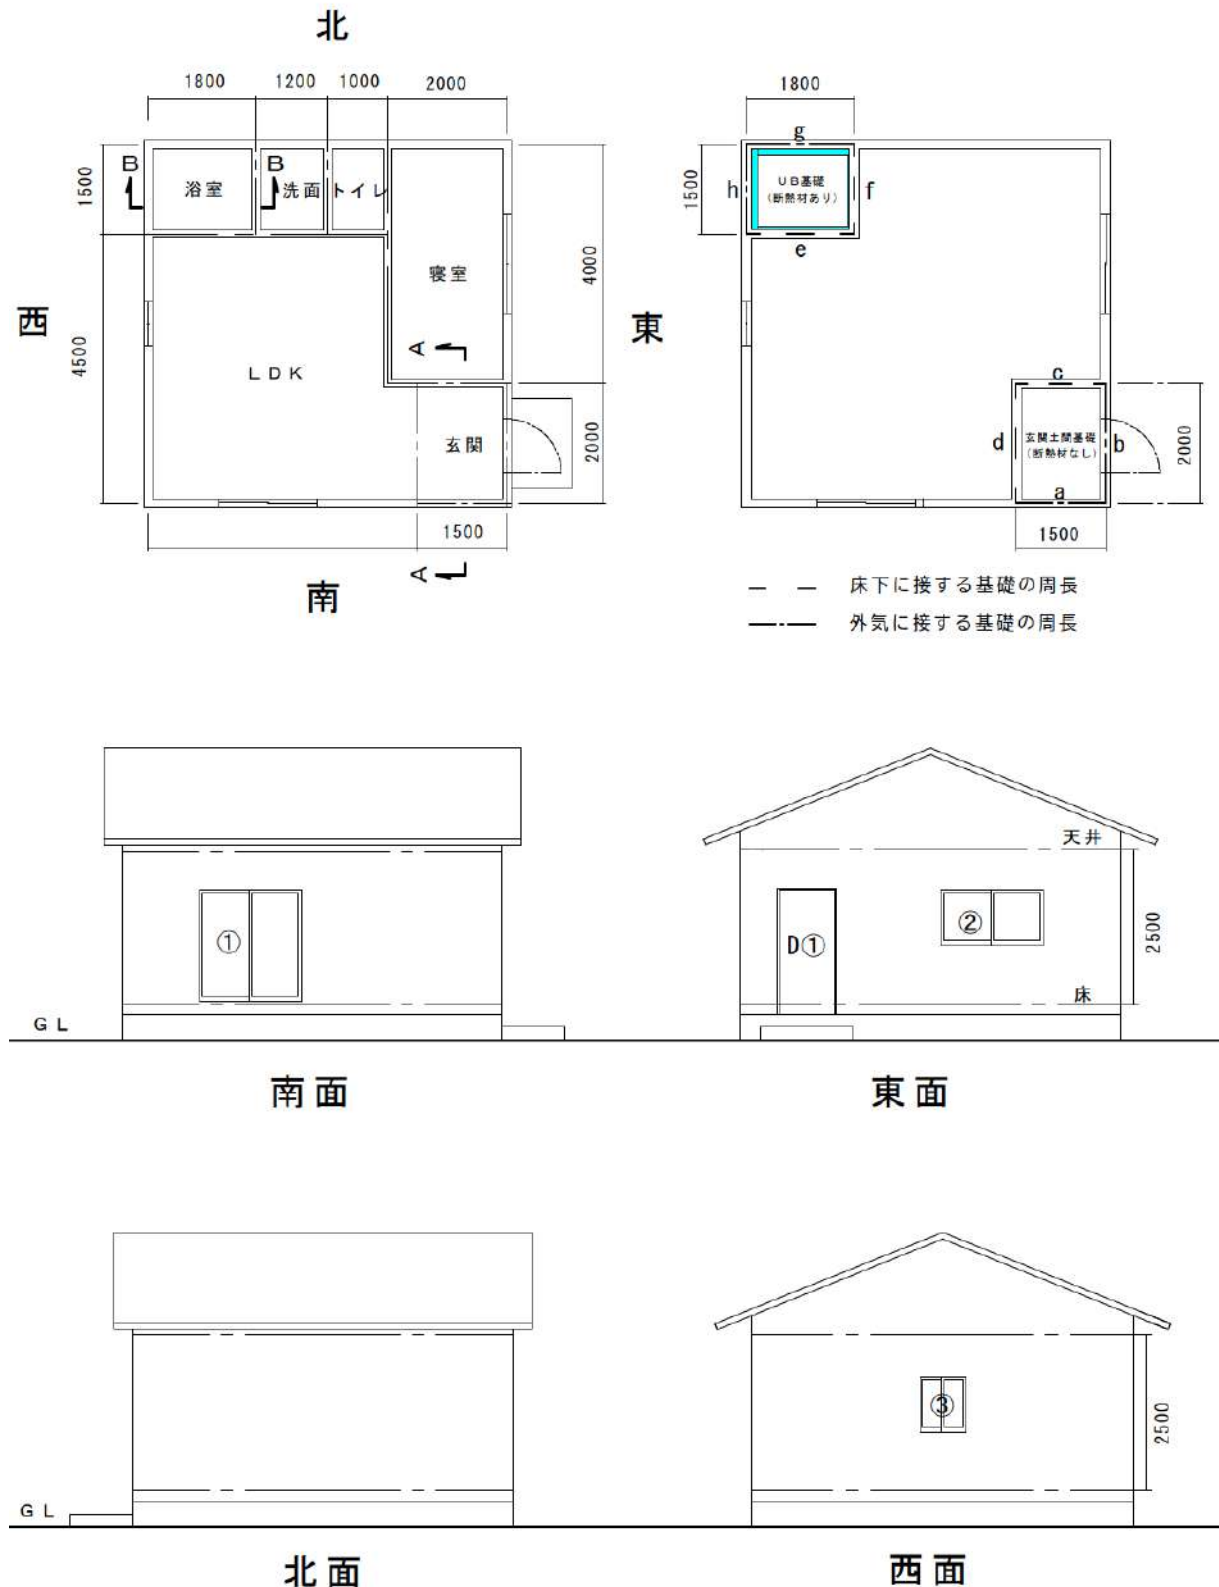 北
1800 1200 1000 2000
1800
g
B B
浴室 洗面 トイレ
1500
1500
h
UB基礎
(断熱材あり)
f
e
寝室
4000
西
東
4500
A
LDK
c
玄関
2000
d
玄関土間基礎
(断熱材なし)
b
2000
a
1500
1500
A
南
床下に接する基礎の周長
外気に接する基礎の周長
天井
①
D①
②
2500
床
GL
南面
東面
③
2500
GL
北面
西面